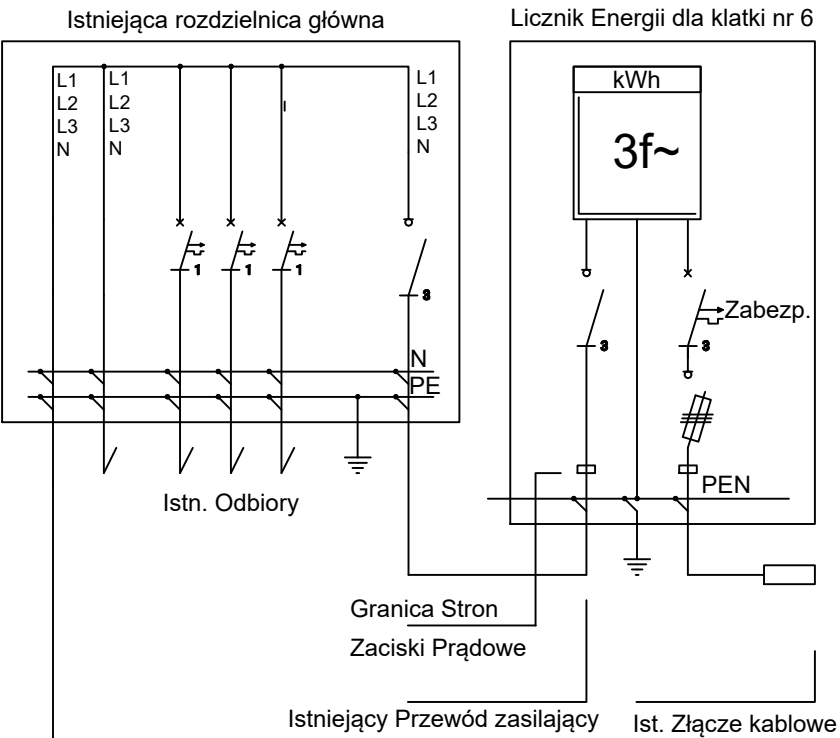 Istniejąca rozdzielnica główna
Licznik Energii dla klatki nr 6
L1
L2
L3
N
L1
L2
L3
N
L1
L2
L3
N
kWh
3f~
1
1
1
3
3
Zabezp.
3
N
PE
PEN
Istn. Odbiory
Granica Stron
Zaciski Prądowe
Istniejący Przewód zasilający
Ist. Złącze kablowe